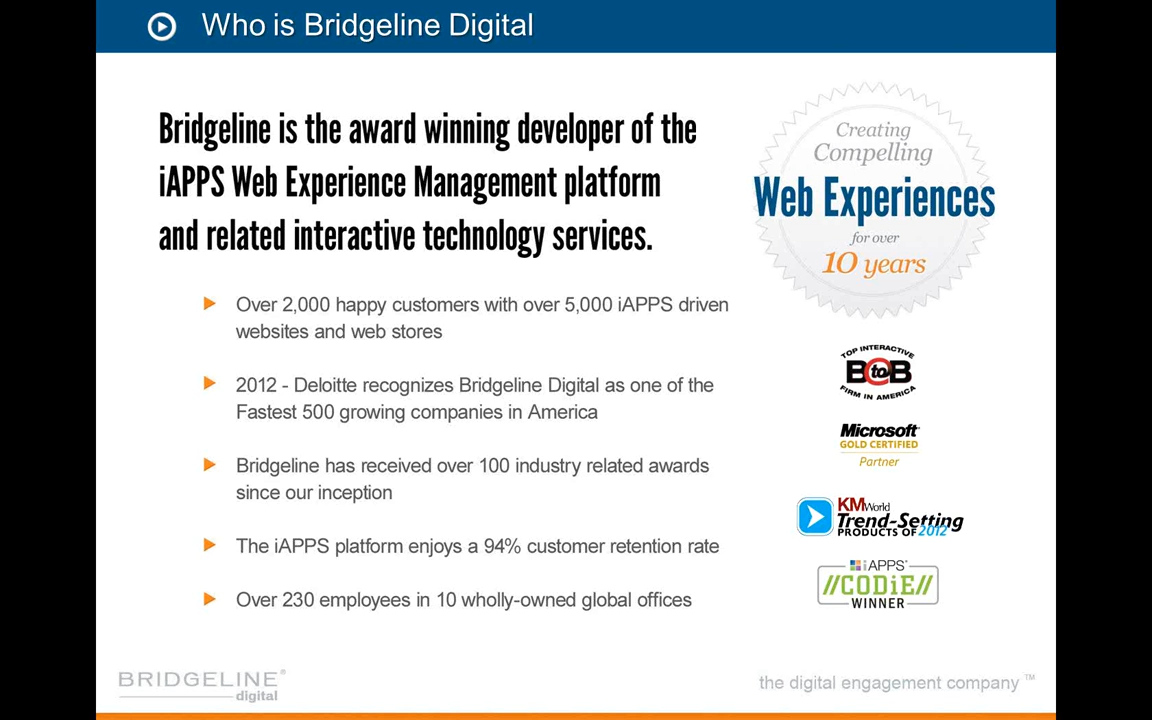 Who is Bridgeline Digital
Bridgeline is the award winning developer of the
iAPPS Web Experience Management platform
and related interactive technology services.
Over 2,000 happy customers with over 5,000 iAPPS driven
websites and web stores
2012 - Deloitte recognizes Bridgeline Digital as one of the
Fastest 500 growing companies in America
Bridgeline has received over 100 industry related awards
since our inception
The iAPPS platform enjoys a 94% customer retention rate
Over 230 employees in 10 wholly-owned global offices
Creating
Compelling
Web Experiences
for over
10 years
TOP INTERACTIVE
BtoB
FIRM IN AMERICA
Microsoft
GOLD CERTIFIED
Partner
KMWorld
Trend-Setting
PRODUCTS OF 2012
iAPPS
//CODiE//
WINNER
BRIDGELINE®
digital
the digital engagement company ™